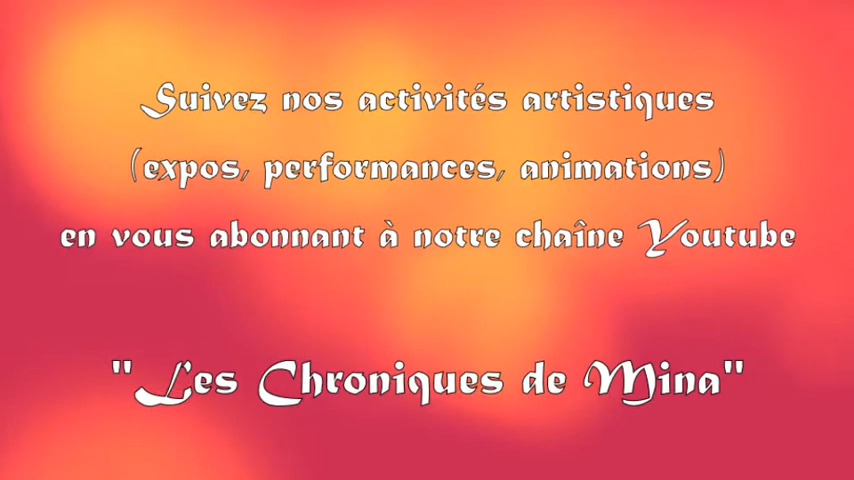 Suivez nos activités artistiques
(expos, performances, animations)
en vous abonnant à notre chaîne Youtube
"Les Chroniques de Mina"